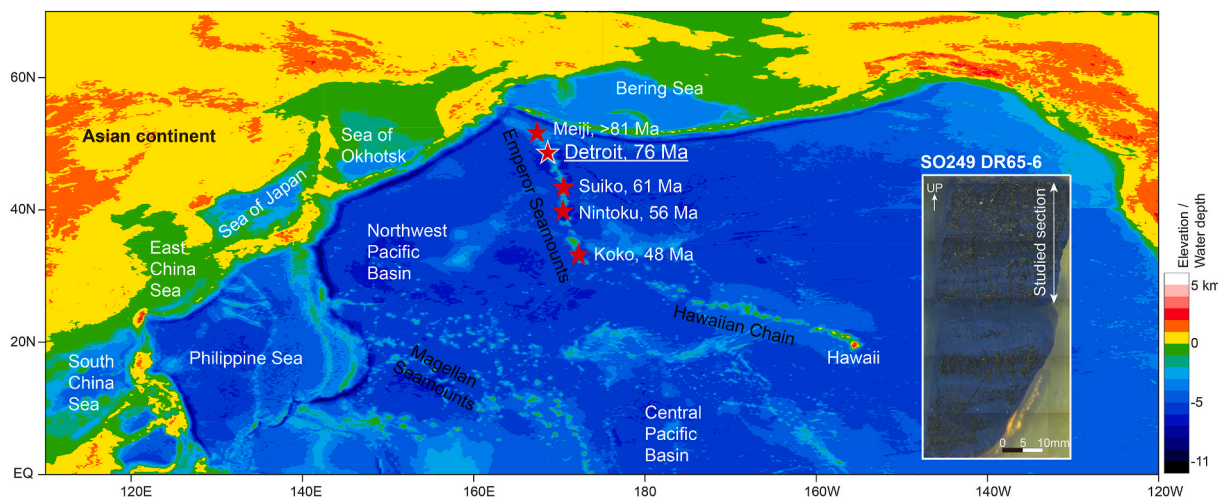 60N
40N
20N
EQ
120E
140E
160E
180
160W
140W
120W
Asian continent
Sea of
Okhotsk
Bering Sea
Sea of Japan
East
China
Sea
South
China
Sea
Philippine Sea
Northwest
Pacific
Basin
Emperor Seamounts
Meiji, >81 Ma
Detroit, 76 Ma
Suiko, 61 Ma
Nintoku, 56 Ma
Koko, 48 Ma
Hawaiian Chain
Hawaii
Magellan
Seamounts
Central
Pacific
Basin
SO249 DR65-6
UP
Studied section
0 5 10mm
Elevation /
Water depth
5 km
0
-5
-11